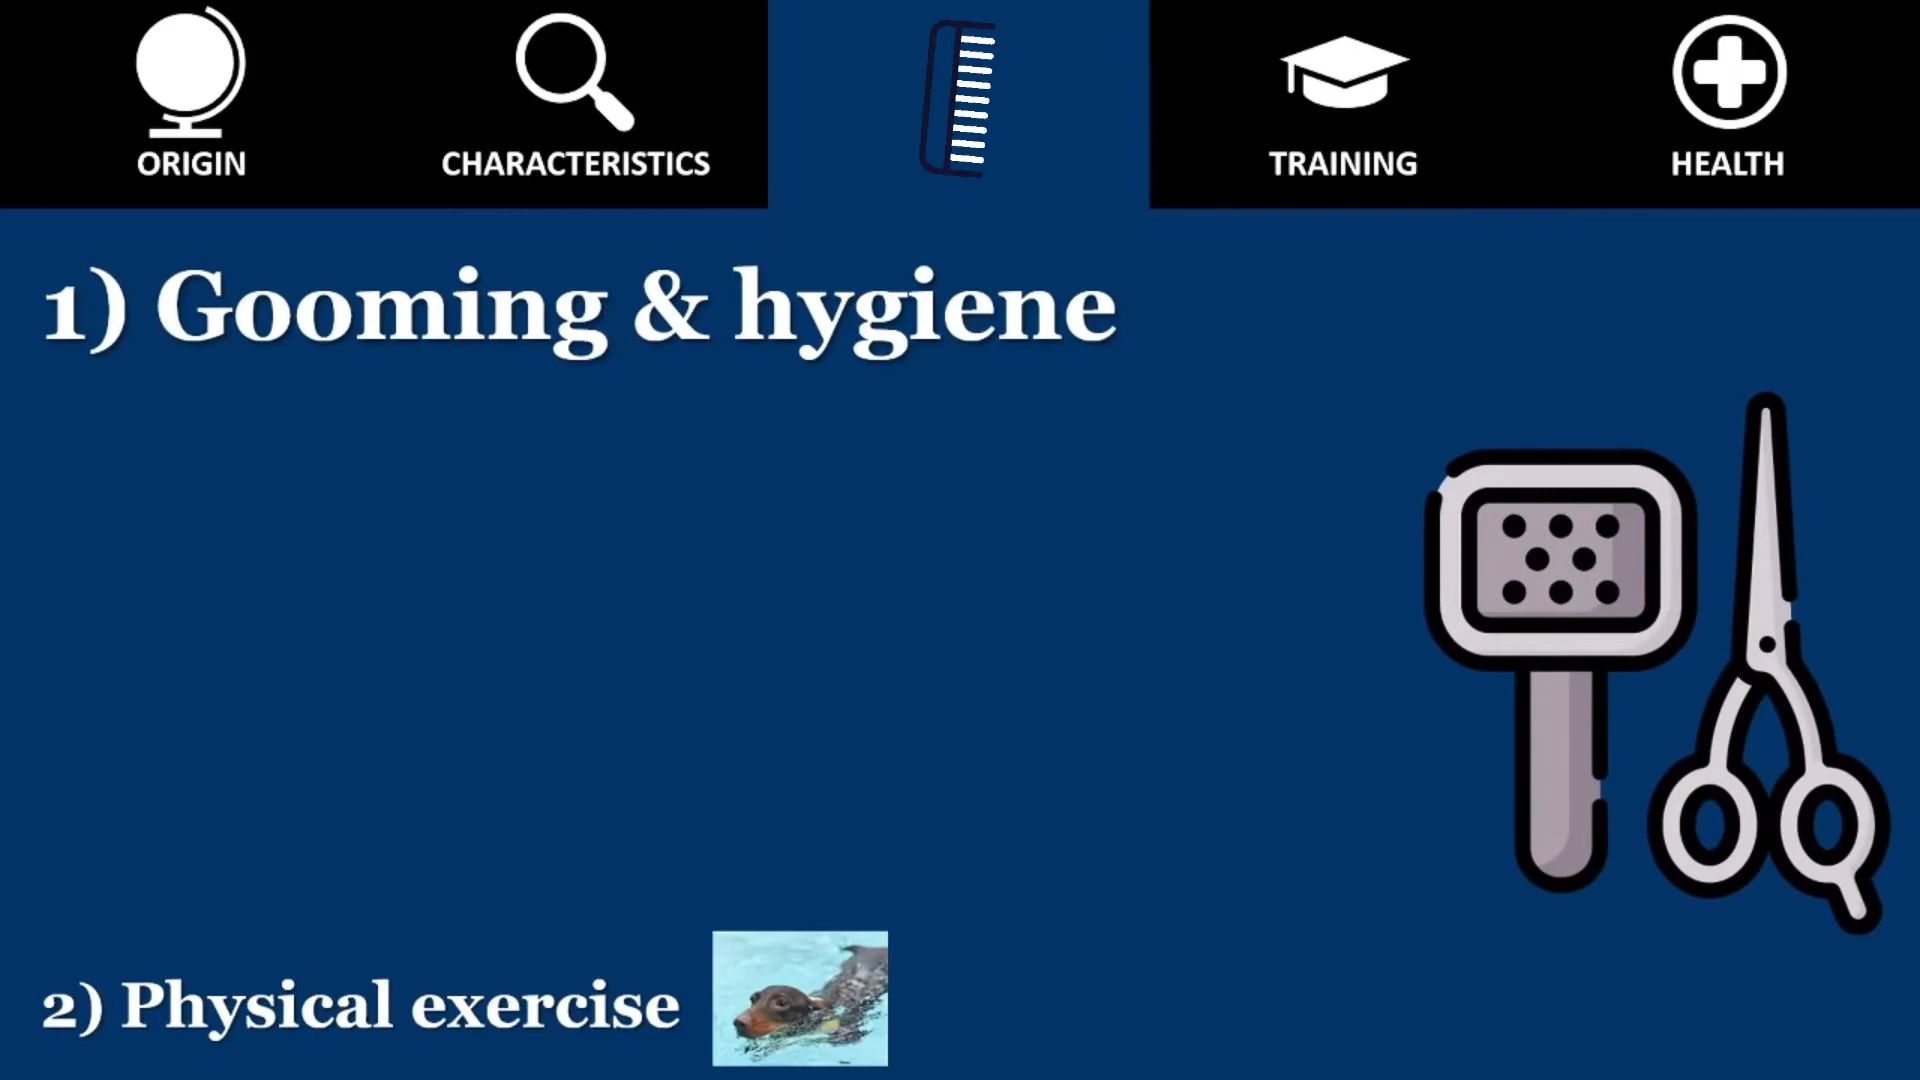 ORIGIN
CHARACTERISTICS
TRAINING
HEALTH
1) Gooming & hygiene
2) Physical exercise